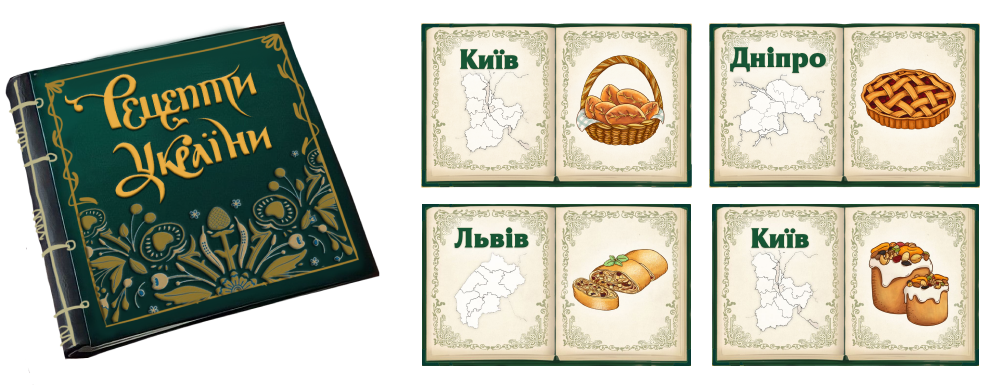 Рецепти
України
Київ
Дніпро
Львів
Київ